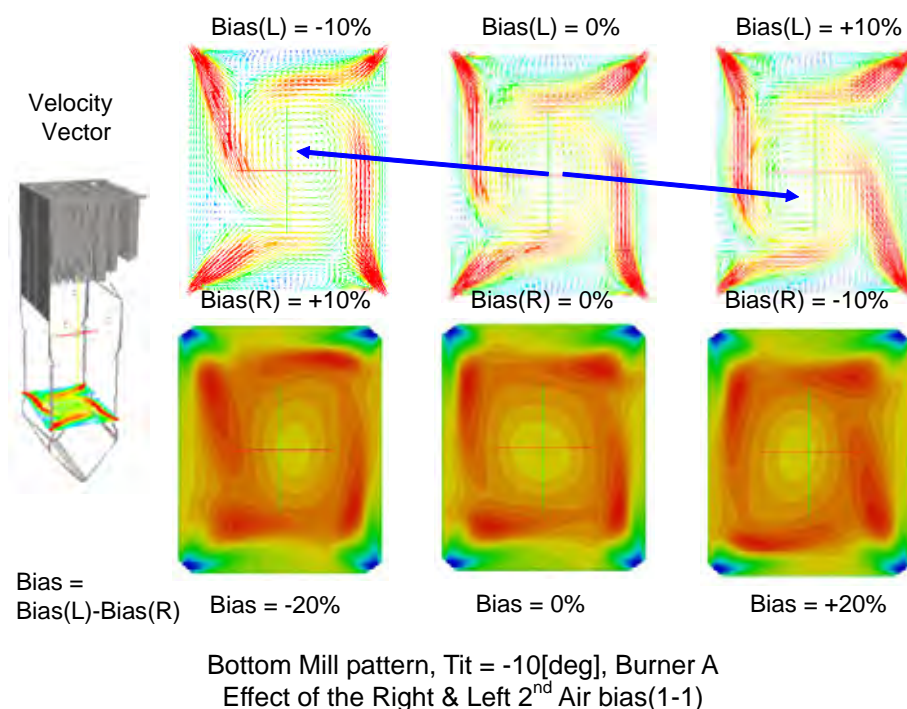 Bias(L) = -10%
Bias(L) = 0%
Bias(L) = +10%
Velocity
Vector
Bias(R) = +10%
Bias(R) = 0%
Bias(R) = -10%
Bias =
Bias(L)-Bias(R)
Bias = -20%
Bias = 0%
Bias = +20%
Bottom Mill pattern, Tit = -10[deg], Burner A
Effect of the Right & Left 2nd Air bias(1-1)